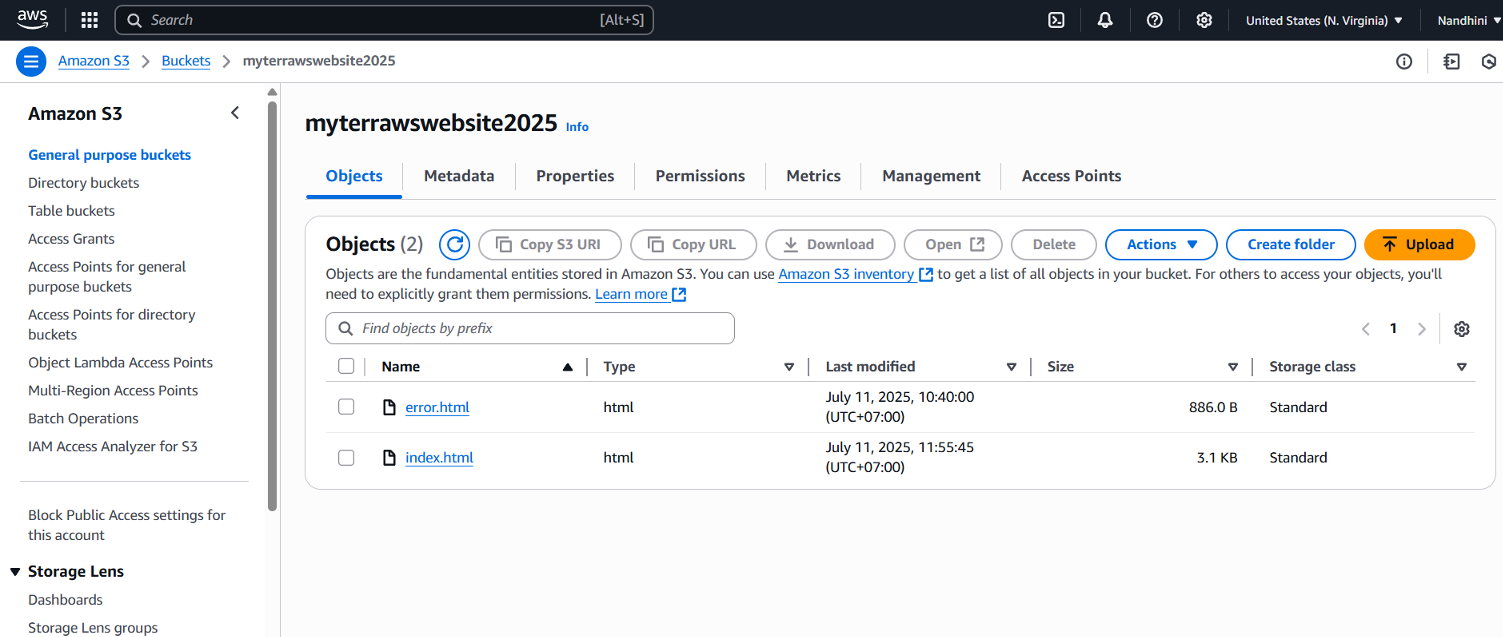 aws
Search [Alt+S] United States (N. Virginia) Nandhini
Amazon S3 Buckets myterrawswebsite2025
Amazon S3
General purpose buckets
Directory buckets
Table buckets
Access Grants
Access Points for general
purpose buckets
Access Points for directory
buckets
Object Lambda Access Points
Multi-Region Access Points
Batch Operations
IAM Access Analyzer for S3
Block Public Access settings for
this account
Storage Lens
Dashboards
Storage Lens groups
myterrawswebsite2025 Info
Objects Metadata Properties Permissions Metrics Management Access Points
Objects (2) Copy S3 URI Copy URL Download Open Delete Actions Create folder Upload
Objects are the fundamental entities stored in Amazon S3. You can use Amazon S3 inventory to get a list of all objects in your bucket. For others to access your objects, you'll
need to explicitly grant them permissions. Learn more
Find objects by prefix 1
Name Type Last modified Size Storage class
error.html html July 11, 2025, 10:40:00 (UTC+07:00) 886.0 B Standard
index.html html July 11, 2025, 11:55:45 (UTC+07:00) 3.1 KB Standard